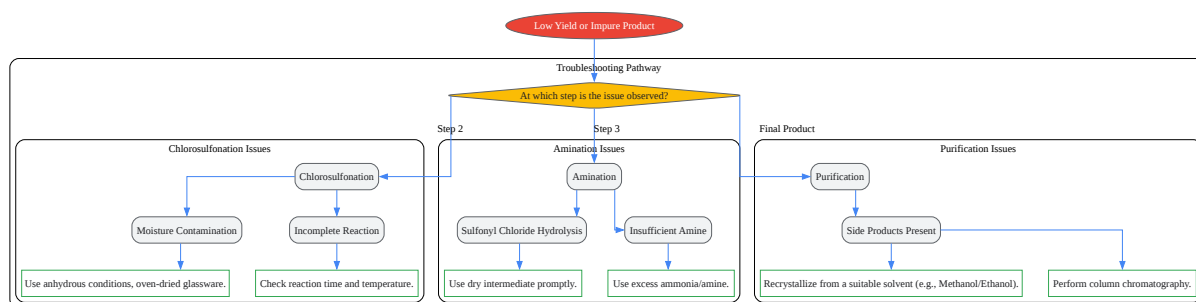 Low Yield or Impure Product
Troubleshooting Pathway
At which step is the issue observed?
Step 2
Step 3
Final Product
Chlorosulfonation Issues
Amination Issues
Purification Issues
Chlorosulfonation
Amination
Purification
Moisture Contamination
Incomplete Reaction
Sulfonyl Chloride Hydrolysis
Insufficient Amine
Side Products Present
Use anhydrous conditions, oven-dried glassware.
Check reaction time and temperature.
Use dry intermediate promptly.
Use excess ammonia/amine.
Recrystallize from a suitable solvent (e.g., Methanol/Ethanol).
Perform column chromatography.